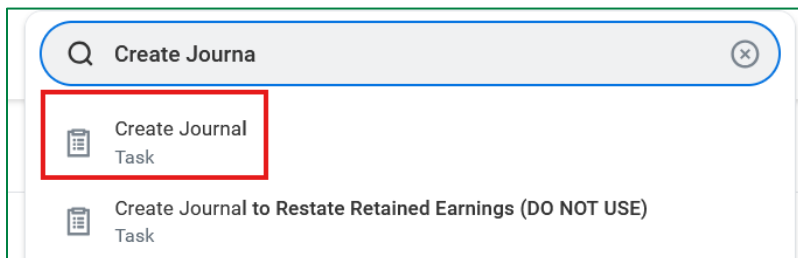 Create Journa
Create Journal
Task
Create Journal to Restate Retained Earnings (DO NOT USE)
Task